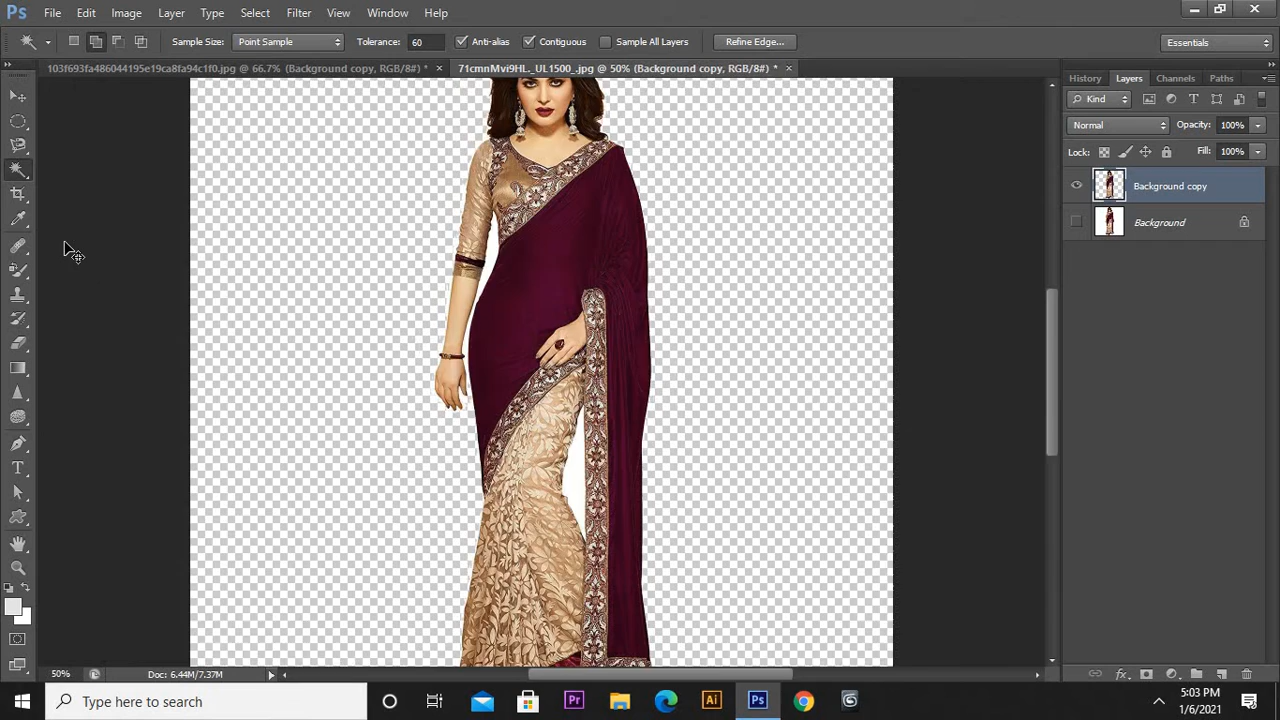 Ps File Edit Image Layer Type Select Filter View Window Help
Sample Size: Point Sample Tolerance: 60 Anti-alias Contiguous Sample All Layers Refine Edge... Essentials
103f693fa486044195e19ca8fa94c1f0.jpg @ 66.7% (Background copy, RGB/8#) * × 71cmnMvi9HL._UL1500_.jpg @ 50% (Background copy, RGB/8#) * ×
History Layers Channels Paths
Kind
Normal Opacity: 100%
Lock: Fill: 100%
Background copy
Background
50% Doc: 6.44M/7.37M
Type here to search Pr Ai Ps 5:03 PM
1/6/2021